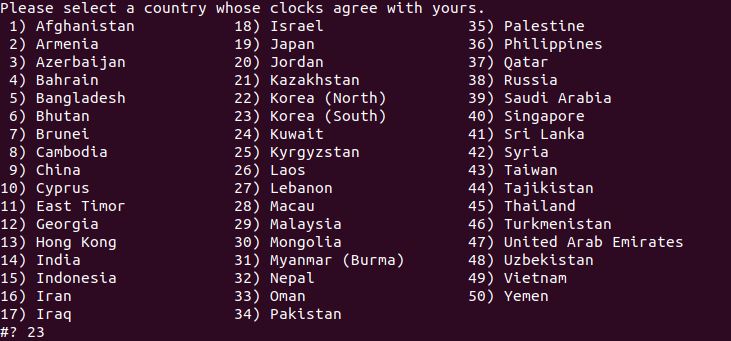 Please select a country whose clocks agree with yours.
 1) Afghanistan           18) Israel                35) Palestine
 2) Armenia               19) Japan                 36) Philippines
 3) Azerbaijan            20) Jordan                37) Qatar
 4) Bahrain               21) Kazakhstan            38) Russia
 5) Bangladesh            22) Korea (North)         39) Saudi Arabia
 6) Bhutan                23) Korea (South)         40) Singapore
 7) Brunei                24) Kuwait                41) Sri Lanka
 8) Cambodia              25) Kyrgyzstan            42) Syria
 9) China                 26) Laos                  43) Taiwan
10) Cyprus                27) Lebanon               44) Tajikistan
11) East Timor            28) Macau                 45) Thailand
12) Georgia               29) Malaysia              46) Turkmenistan
13) Hong Kong             30) Mongolia              47) United Arab Emirates
14) India                 31) Myanmar (Burma)       48) Uzbekistan
15) Indonesia             32) Nepal                 49) Vietnam
16) Iran                  33) Oman                  50) Yemen
17) Iraq                  34) Pakistan
#? 23